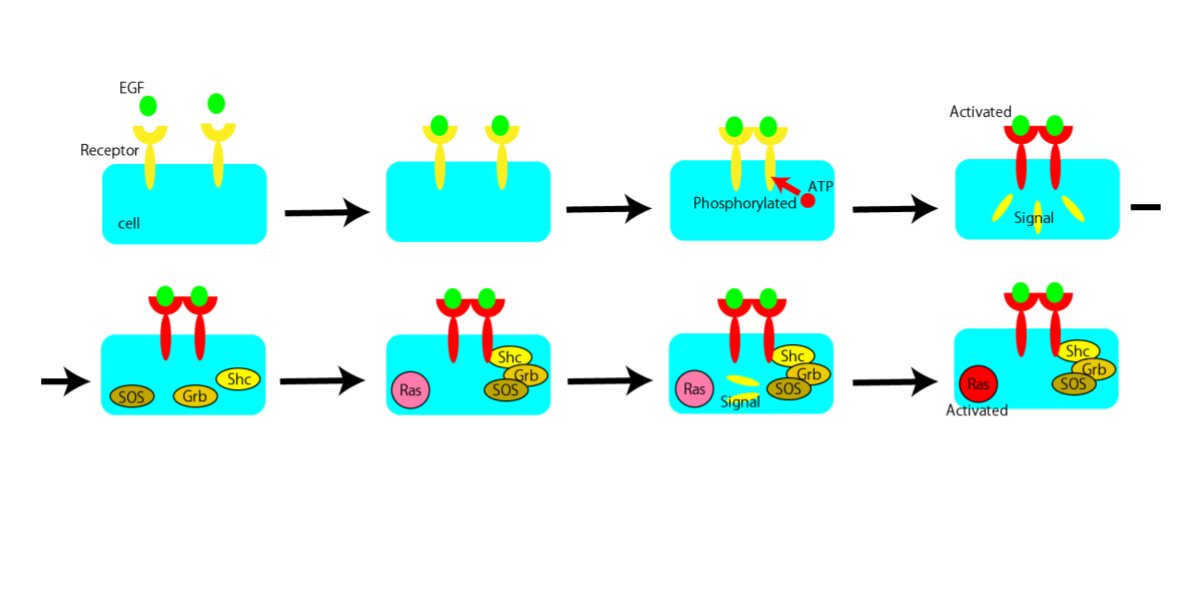 EGF
Receptor
cell
ATP
Phosphorylated
Activated
Signal
SOS
Grb
Shc
Ras
Shc
Grb
SOS
Ras
Signal
Shc
Grb
SOS
Ras
Activated
Shc
Grb
SOS